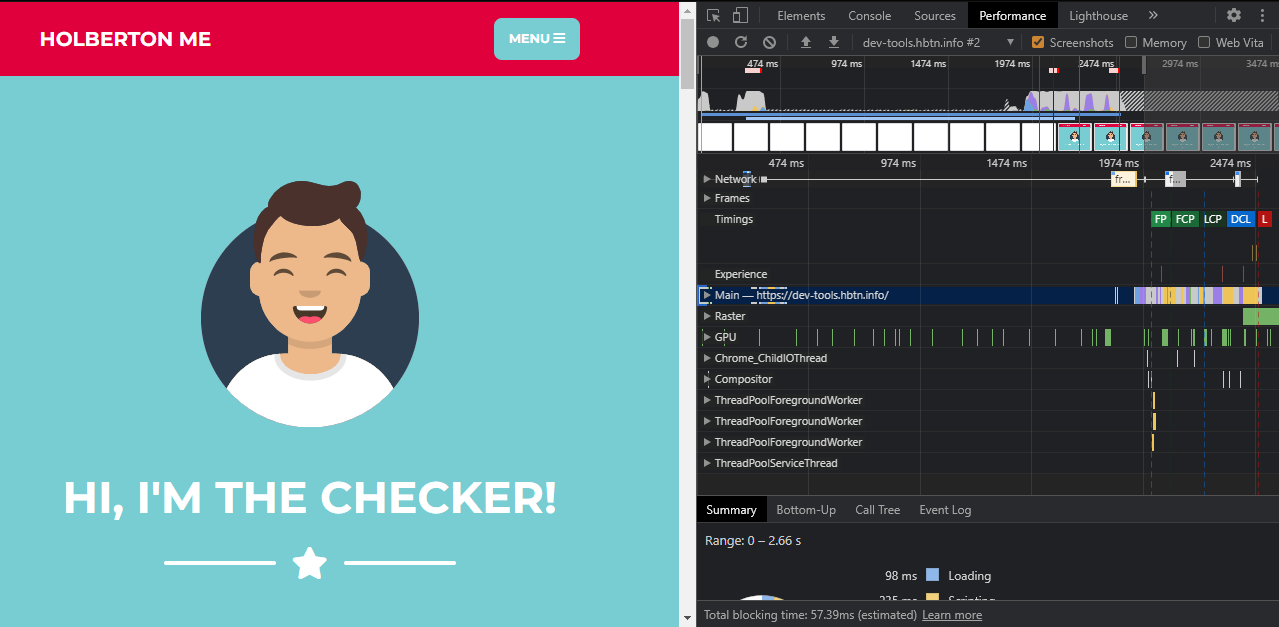 HOLBERTON ME
MENU
HI, I'M THE CHECKER!
Elements Console Sources Performance Lighthouse »
dev-tools.hbtn.info #2 Screenshots Memory Web Vita
474 ms 974 ms 1474 ms 1974 ms 2474 ms 2974 ms 3474 ms
474 ms 974 ms 1474 ms 1974 ms 2474 ms
Network fr... f...
Frames
Timings FP FCP LCP DCL L
Experience
Main — https://dev-tools.hbtn.info/
Raster
GPU
Chrome_ChildIOThread
Compositor
ThreadPoolForegroundWorker
ThreadPoolForegroundWorker
ThreadPoolForegroundWorker
ThreadPoolServiceThread
Summary Bottom-Up Call Tree Event Log
Range: 0 – 2.66 s
98 ms Loading
Scripting
Total blocking time: 57.39ms (estimated) Learn more